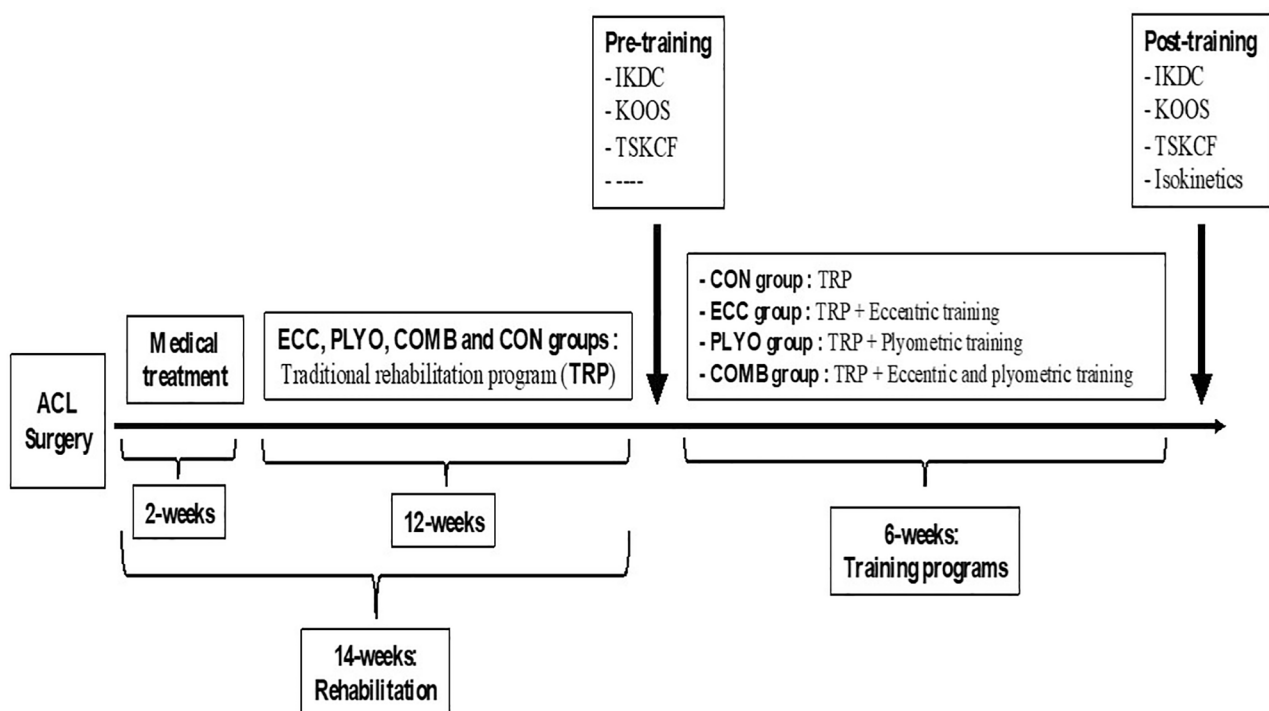 Pre-training
- IKDC
- KOOS
- TSKCF
- ----
Post-training
- IKDC
- KOOS
- TSKCF
- Isokinetics
ACL
Surgery
Medical
treatment
ECC, PLYO, COMB and CON groups :
Traditional rehabilitation program (TRP)
- CON group : TRP
- ECC group : TRP + Eccentric training
- PLYO group : TRP + Plyometric training
- COMB group : TRP + Eccentric and plyometric training
2-weeks
12-weeks
6-weeks:
Training programs
14-weeks:
Rehabilitation